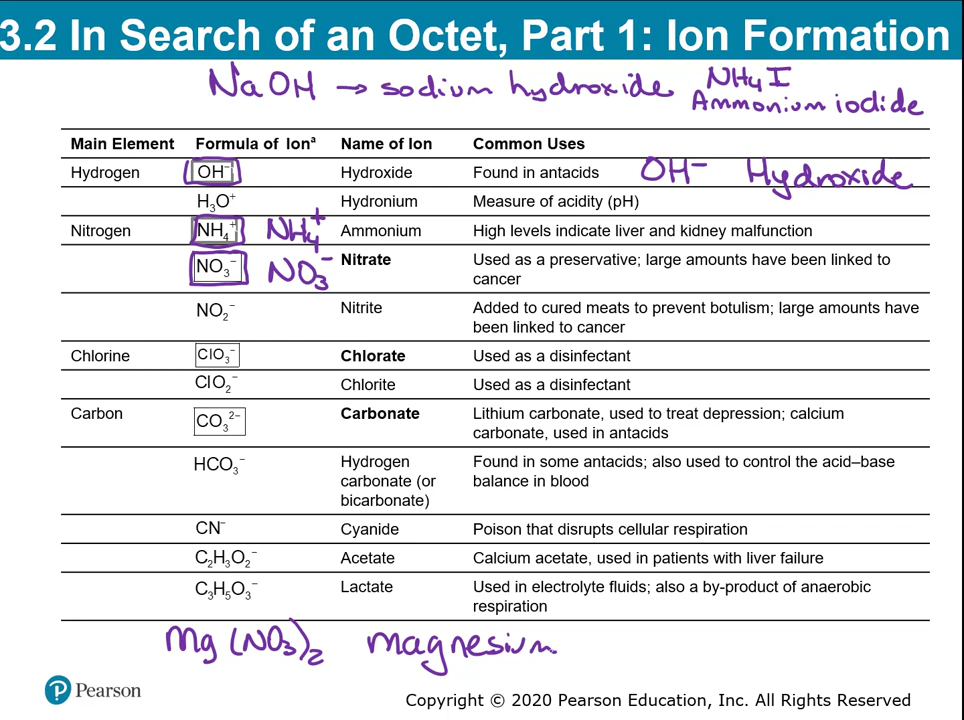 3.2 In Search of an Octet, Part 1: Ion Formation
NaOH → sodium hydroxide NH4I
Ammonium iodide
Main Element Formula of Ionᵃ Name of Ion Common Uses
Hydrogen OH⁻ Hydroxide Found in antacids OH⁻ Hydroxide
H₃O⁺ Hydronium Measure of acidity (pH)
Nitrogen NH₄⁺ NH₄⁺ Ammonium High levels indicate liver and kidney malfunction
NO₃⁻ NO₃⁻ Nitrate Used as a preservative; large amounts have been linked to
cancer
NO₂⁻ Nitrite Added to cured meats to prevent botulism; large amounts have
been linked to cancer
Chlorine ClO₃⁻ Chlorate Used as a disinfectant
ClO₂⁻ Chlorite Used as a disinfectant
Carbon CO₃²⁻ Carbonate Lithium carbonate, used to treat depression; calcium
carbonate, used in antacids
HCO₃⁻ Hydrogen Found in some antacids; also used to control the acid–base
carbonate (or balance in blood
bicarbonate)
CN⁻ Cyanide Poison that disrupts cellular respiration
C₂H₃O₂⁻ Acetate Calcium acetate, used in patients with liver failure
C₃H₅O₃⁻ Lactate Used in electrolyte fluids; also a by-product of anaerobic
respiration
Mg(NO₃)₂ magnesium
Pearson
Copyright © 2020 Pearson Education, Inc. All Rights Reserved